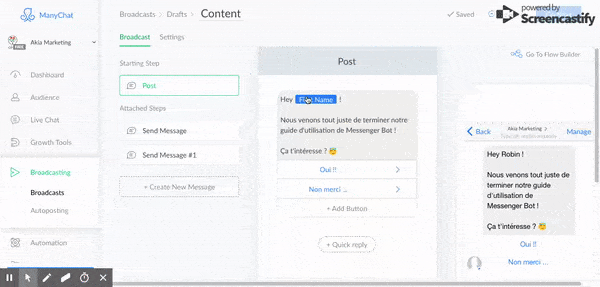 ManyChat
Broadcasts > Drafts > Content
✓ Saved
powered by
Screencastify
Akia Marketing
FREE
Broadcast
Settings
Go To Flow Builder
Starting Step
Post
Attached Steps
Send Message
Send Message #1
+ Create New Message
Dashboard
Audience
Live Chat
Growth Tools
Broadcasting
Broadcasts
Autoposting
Automation
Post
Hey First Name !
Nous venons tout juste de terminer notre
guide d'utilisation de Messenger Bot !
Ça t'intéresse ? 😇
Oui !!
Non merci ...
+ Add Button
+ Quick reply
Back
Akia Marketing >
Manage
Hey Robin !
Nous venons tout juste de
terminer notre guide
d'utilisation de
Messenger Bot !
Ça t'intéresse ? 😇
Oui !!
Non merci ...